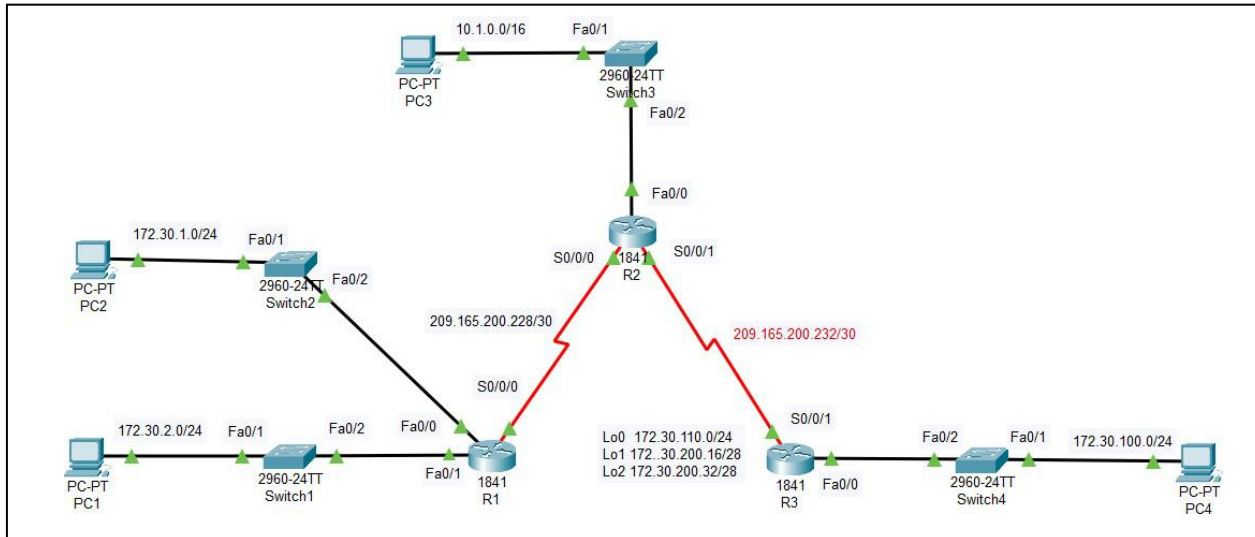 10.1.0.0/16
Fa0/1
PC-PT
PC3
2960-24TT
Switch3
Fa0/2
Fa0/0
172.30.1.0/24
Fa0/1
PC-PT
PC2
2960-24TT
Switch2
Fa0/2
S0/0/0
S0/0/1
1841
R2
209.165.200.228/30
209.165.200.232/30
S0/0/0
172.30.2.0/24
Fa0/1
Fa0/2
Fa0/0
Fa0/1
PC-PT
PC1
2960-24TT
Switch1
1841
R1
Lo0 172.30.110.0/24
Lo1 172..30.200.16/28
Lo2 172.30.200.32/28
S0/0/1
1841
R3
Fa0/0
Fa0/2
Fa0/1
2960-24TT
Switch4
172.30.100.0/24
PC-PT
PC4